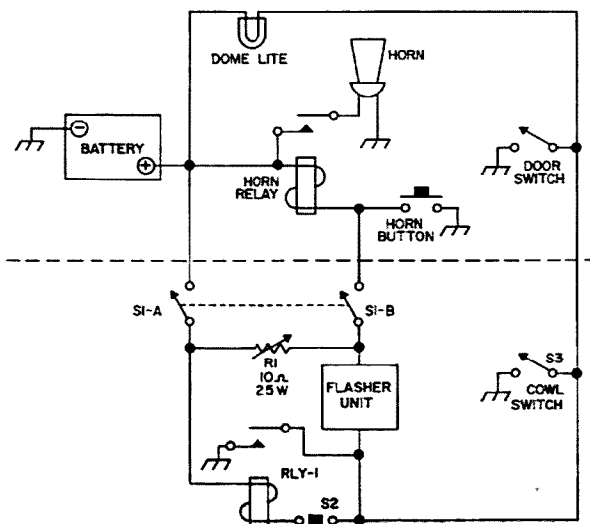 DOME LITE
HORN
BATTERY
HORN
RELAY
HORN
BUTTON
DOOR
SWITCH
S1-A
S1-B
R1
10Ω
25W
FLASHER
UNIT
S3
COWL
SWITCH
RLY-1
S2